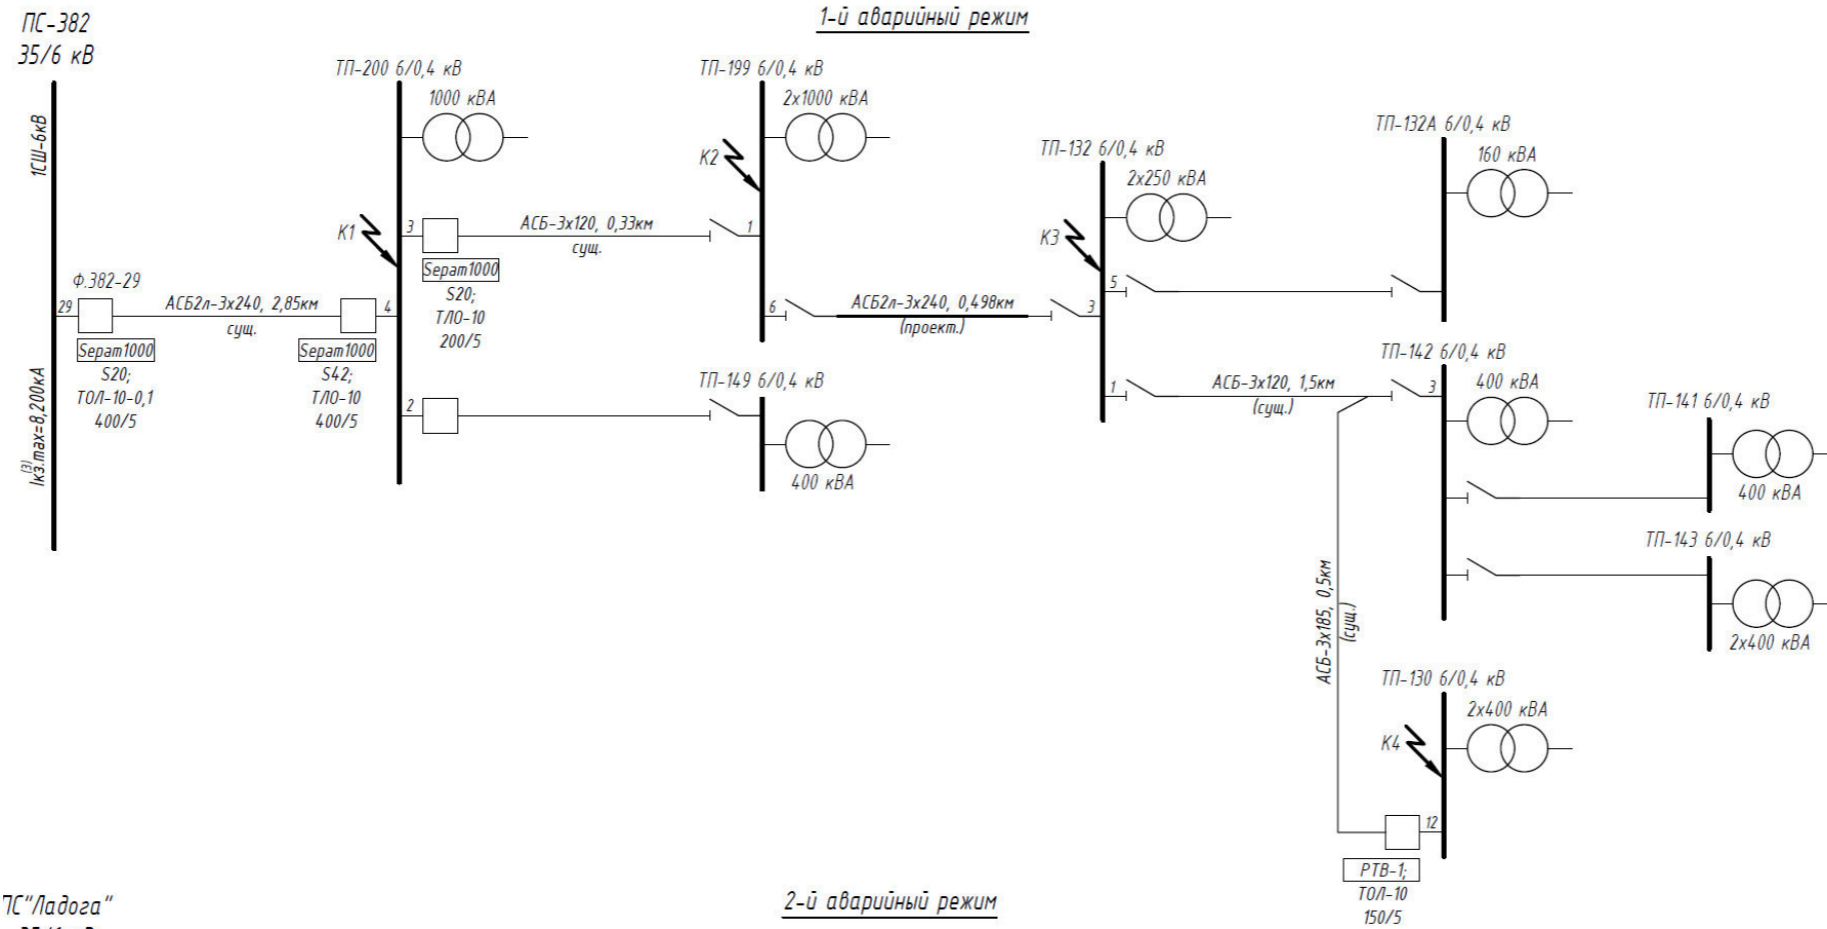 1-й аварийный режим
ПС-382
35/6 кВ
1СШ-6кВ
Iкз.max=8,200кА
(3)
Ф.382-29
29
Sepam1000
S20;
ТОЛ-10-0,1
400/5
АСБ2л-3х240, 2,85км
сущ.
Sepam1000
S42;
ТЛО-10
400/5
4
ТП-200 6/0,4 кВ
1000 кВА
К1
3
Sepam1000
S20;
ТЛО-10
200/5
2
АСБ-3х120, 0,33км
сущ.
ТП-199 6/0,4 кВ
2х1000 кВА
К2
1
6
АСБ2л-3х240, 0,498км
(проект.)
ТП-149 6/0,4 кВ
400 кВА
ТП-132 6/0,4 кВ
2х250 кВА
К3
5
3
1
АСБ-3х120, 1,5км
(сущ.)
ТП-132А 6/0,4 кВ
160 кВА
ТП-142 6/0,4 кВ
3
400 кВА
ТП-141 6/0,4 кВ
400 кВА
ТП-143 6/0,4 кВ
2х400 кВА
АСБ-3х185, 0,5км
(сущ.)
ТП-130 6/0,4 кВ
2х400 кВА
К4
12
РТВ-1;
ТОЛ-10
150/5
ПС"Ладога"
2-й аварийный режим